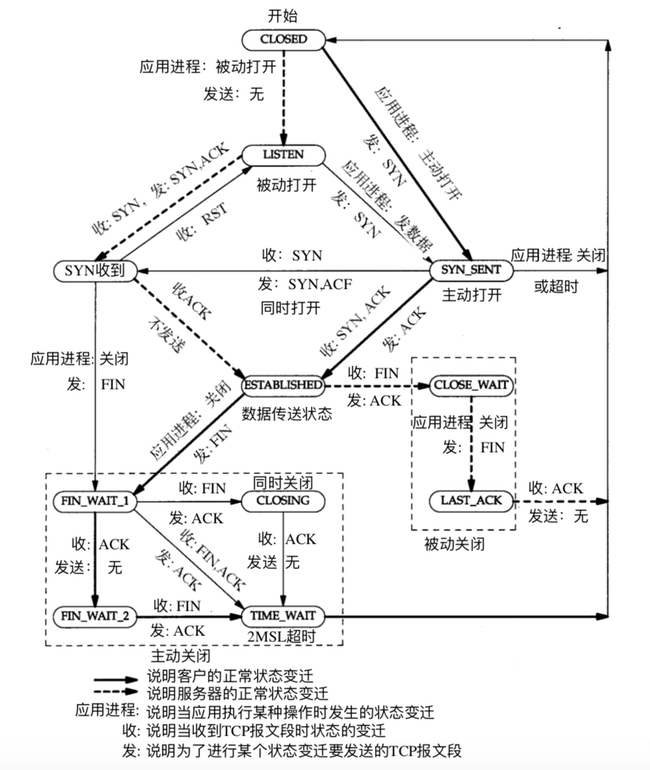 开始
CLOSED
应用进程：被动打开
发送：无
应用进程：主动打开
发：SYN
LISTEN
被动打开
收: SYN，发: SYN,ACK
收：RST
应用进程：发数据
发：SYN
SYN收到
收：SYN
发：SYN,ACF
同时打开
SYN_SENT
主动打开
应用进程 关闭
或超时
收ACK
不发送
收: SYN, ACK
发: ACK
应用进程: 关闭
发: FIN
ESTABLISHED
数据传送状态
收: FIN
发: ACK
CLOSE_WAIT
应用进程 关闭
发: FIN
LAST_ACK
收: ACK
发送：无
被动关闭
应用进程：关闭
发: FIN
FIN_WAIT_1
收: FIN
发: ACK
同时关闭
CLOSING
收: ACK
发送：无
收: FIN,ACK
发: ACK
收: ACK
发送 无
FIN_WAIT_2
收: FIN
发: ACK
TIME_WAIT
2MSL超时
主动关闭
说明客户的正常状态变迁
说明服务器的正常状态变迁
应用进程: 说明当应用执行某种操作时发生的状态变迁
收: 说明当收到TCP报文段时状态的变迁
发: 说明为了进行某个状态变迁要发送的TCP报文段